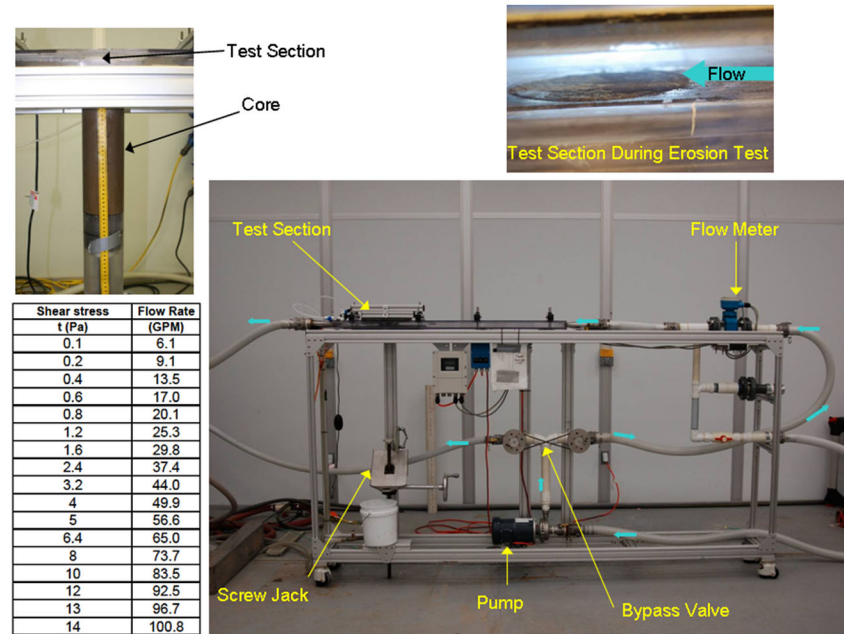 Test Section
Core
Flow
Test Section During Erosion Test
Test Section
Flow Meter
Screw Jack
Pump
Bypass Valve
Shear stress Flow Rate
t (Pa) (GPM)
0.1 6.1
0.2 9.1
0.4 13.5
0.6 17.0
0.8 20.1
1.2 25.3
1.6 29.8
2.4 37.4
3.2 44.0
4 49.9
5 56.6
6.4 65.0
8 73.7
10 83.5
12 92.5
13 96.7
14 100.8